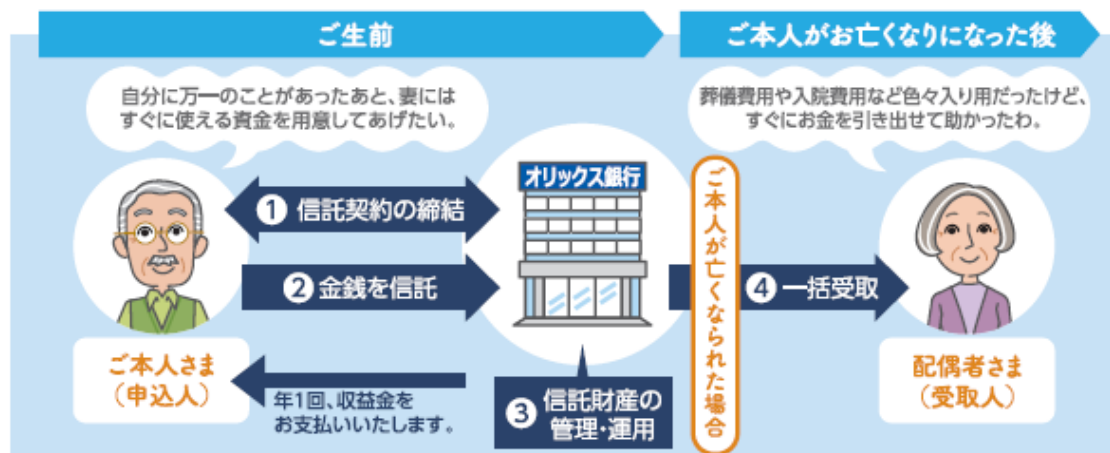 ご生前
ご本人がお亡くなりになった後
自分に万一のことがあったあと、妻には
すぐに使える資金を用意してあげたい。
葬儀費用や入院費用など色々入り用だったけど、
すぐにお金を引き出せて助かったわ。
オリックス銀行
1 信託契約の締結
2 金銭を信託
ご本人が亡くなられた場合
4 一括受取
ご本人さま
（申込人）
年1回、収益金を
お支払いいたします。
3 信託財産の
管理・運用
配偶者さま
（受取人）